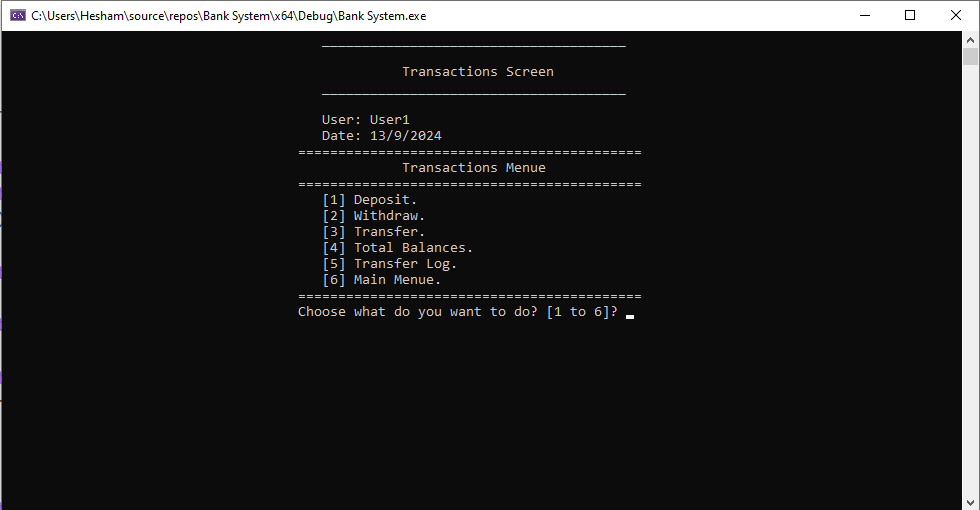 C:\Users\Hesham\source\repos\Bank System\x64\Debug\Bank System.exe
Transactions Screen
User: User1
Date: 13/9/2024
===========================================
Transactions Menue
===========================================
[1] Deposit.
[2] Withdraw.
[3] Transfer.
[4] Total Balances.
[5] Transfer Log.
[6] Main Menue.
===========================================
Choose what do you want to do? [1 to 6]?